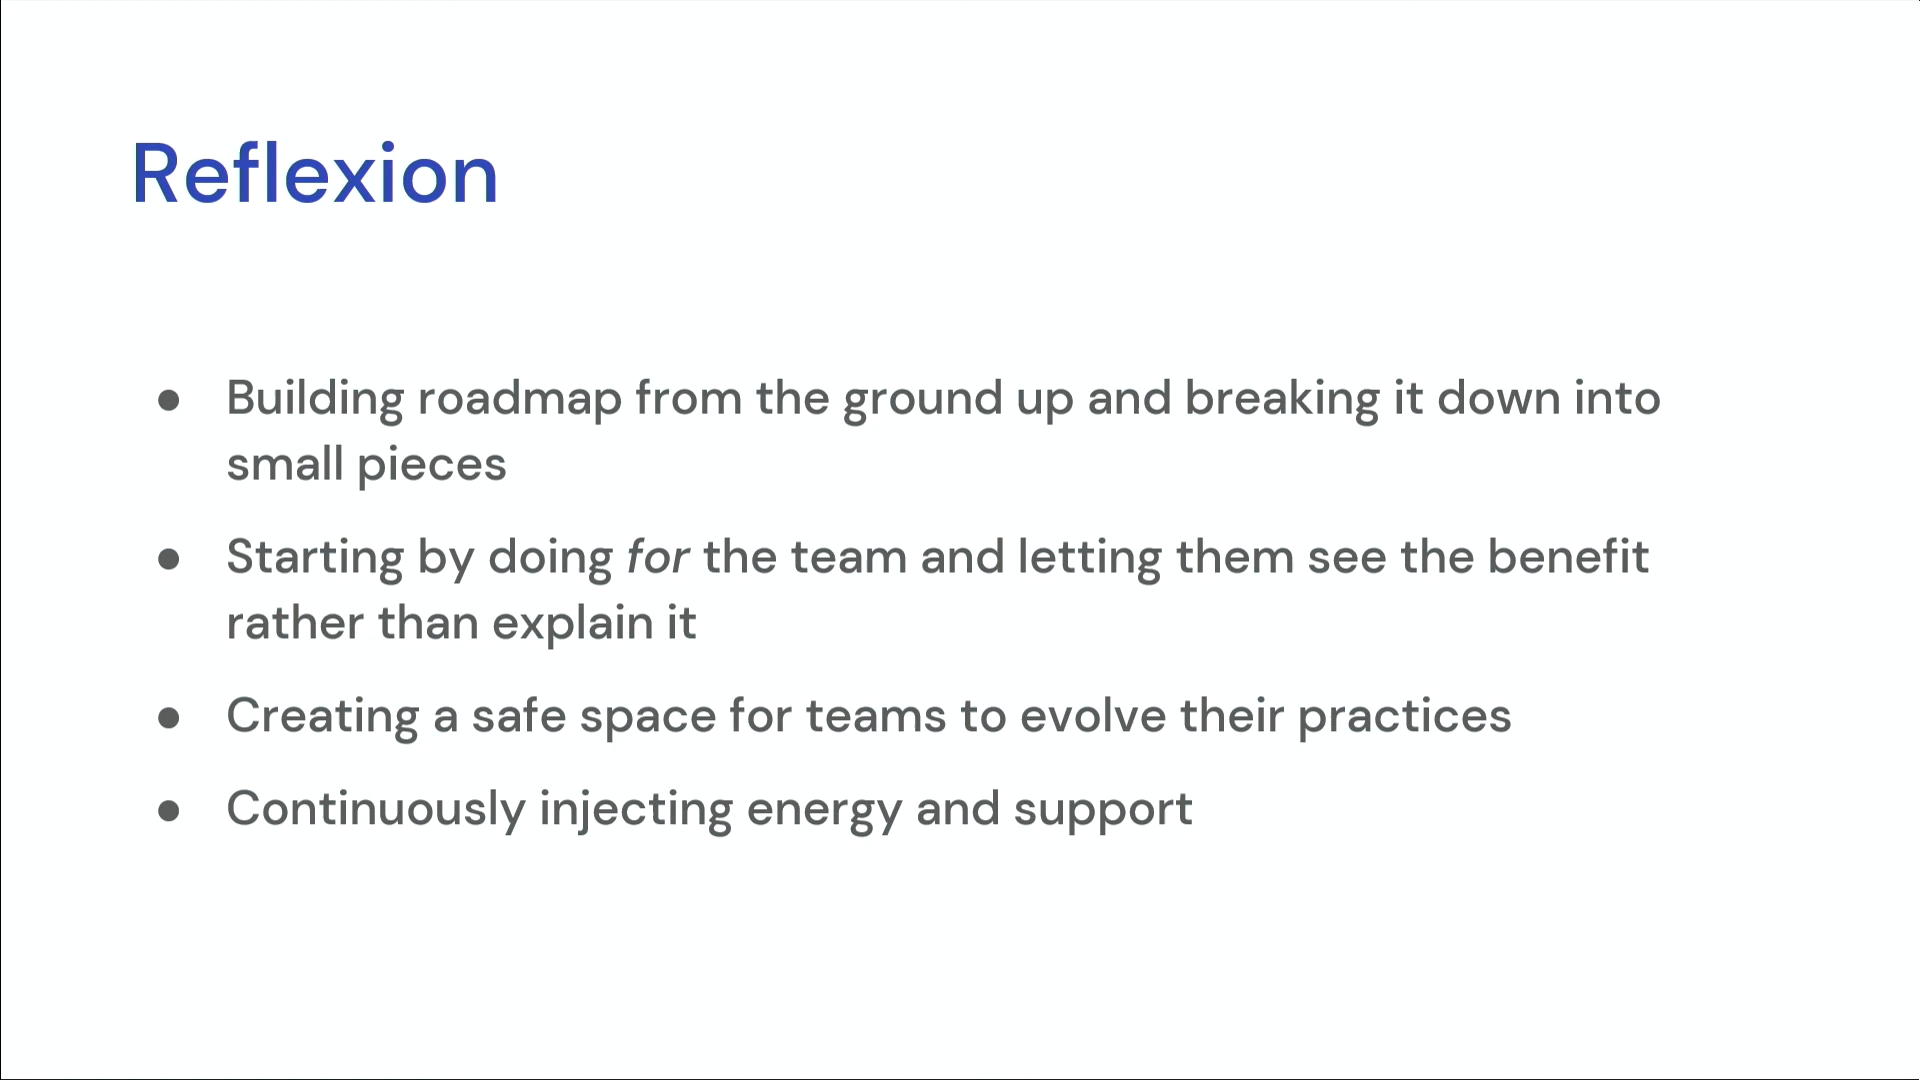 Reflexion
● Building roadmap from the ground up and breaking it down into
small pieces
● Starting by doing for the team and letting them see the benefit
rather than explain it
● Creating a safe space for teams to evolve their practices
● Continuously injecting energy and support